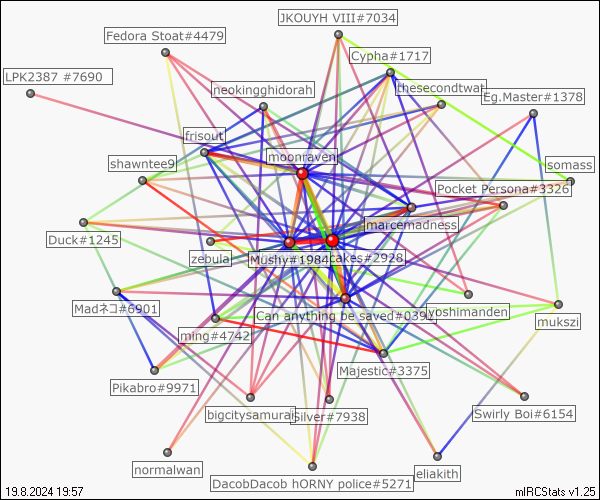 JKOUYH VIII#7034
Fedora Stoat#4479
Cypha#1717
LPK2387 #7690
neokingghidorah
thesecondtwat
Eg.Master#1378
frisout
moonraven
shawntee9
somass
Pocket Persona#3326
marcemadness
Duck#1245
zebula
Mushy#1984
cakes#2928
Madネコ#6901
Can anything be saved#039
yoshimanden
mukszi
ming#4742
Majestic#3375
Pikabro#9971
bigcitysamurai
Silver#7938
Swirly Boi#6154
normalwan
DacobDacob hORNY police#5271
eliakith
19.8.2024 19:57
mIRCStats v1.25